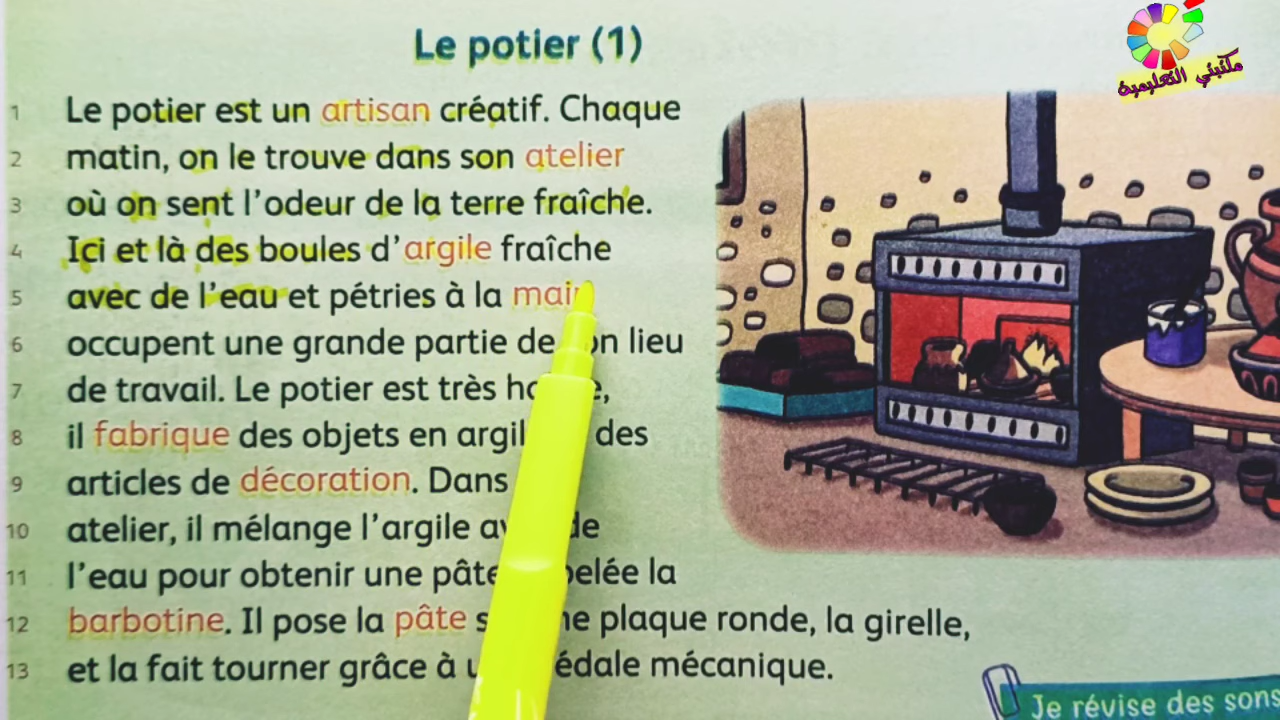 Le potier (1)
1 Le potier est un artisan créatif. Chaque
2 matin, on le trouve dans son atelier
3 où on sent l'odeur de la terre fraîche.
4 Ici et là des boules d'argile fraîche
5 avec de l'eau et pétries à la
6 occupent une grande partie de lieu
7 de travail. Le potier est très
8 il fabrique des objets en des
9 articles de décoration. Dans
10 atelier, il mélange l'argile
11 l'eau pour obtenir une la
12 barbotine. Il pose la pâte plaque ronde, la girelle,
13 et la fait tourner grâce à mécanique.
مكتبتي التعليمية
Je révise des sons